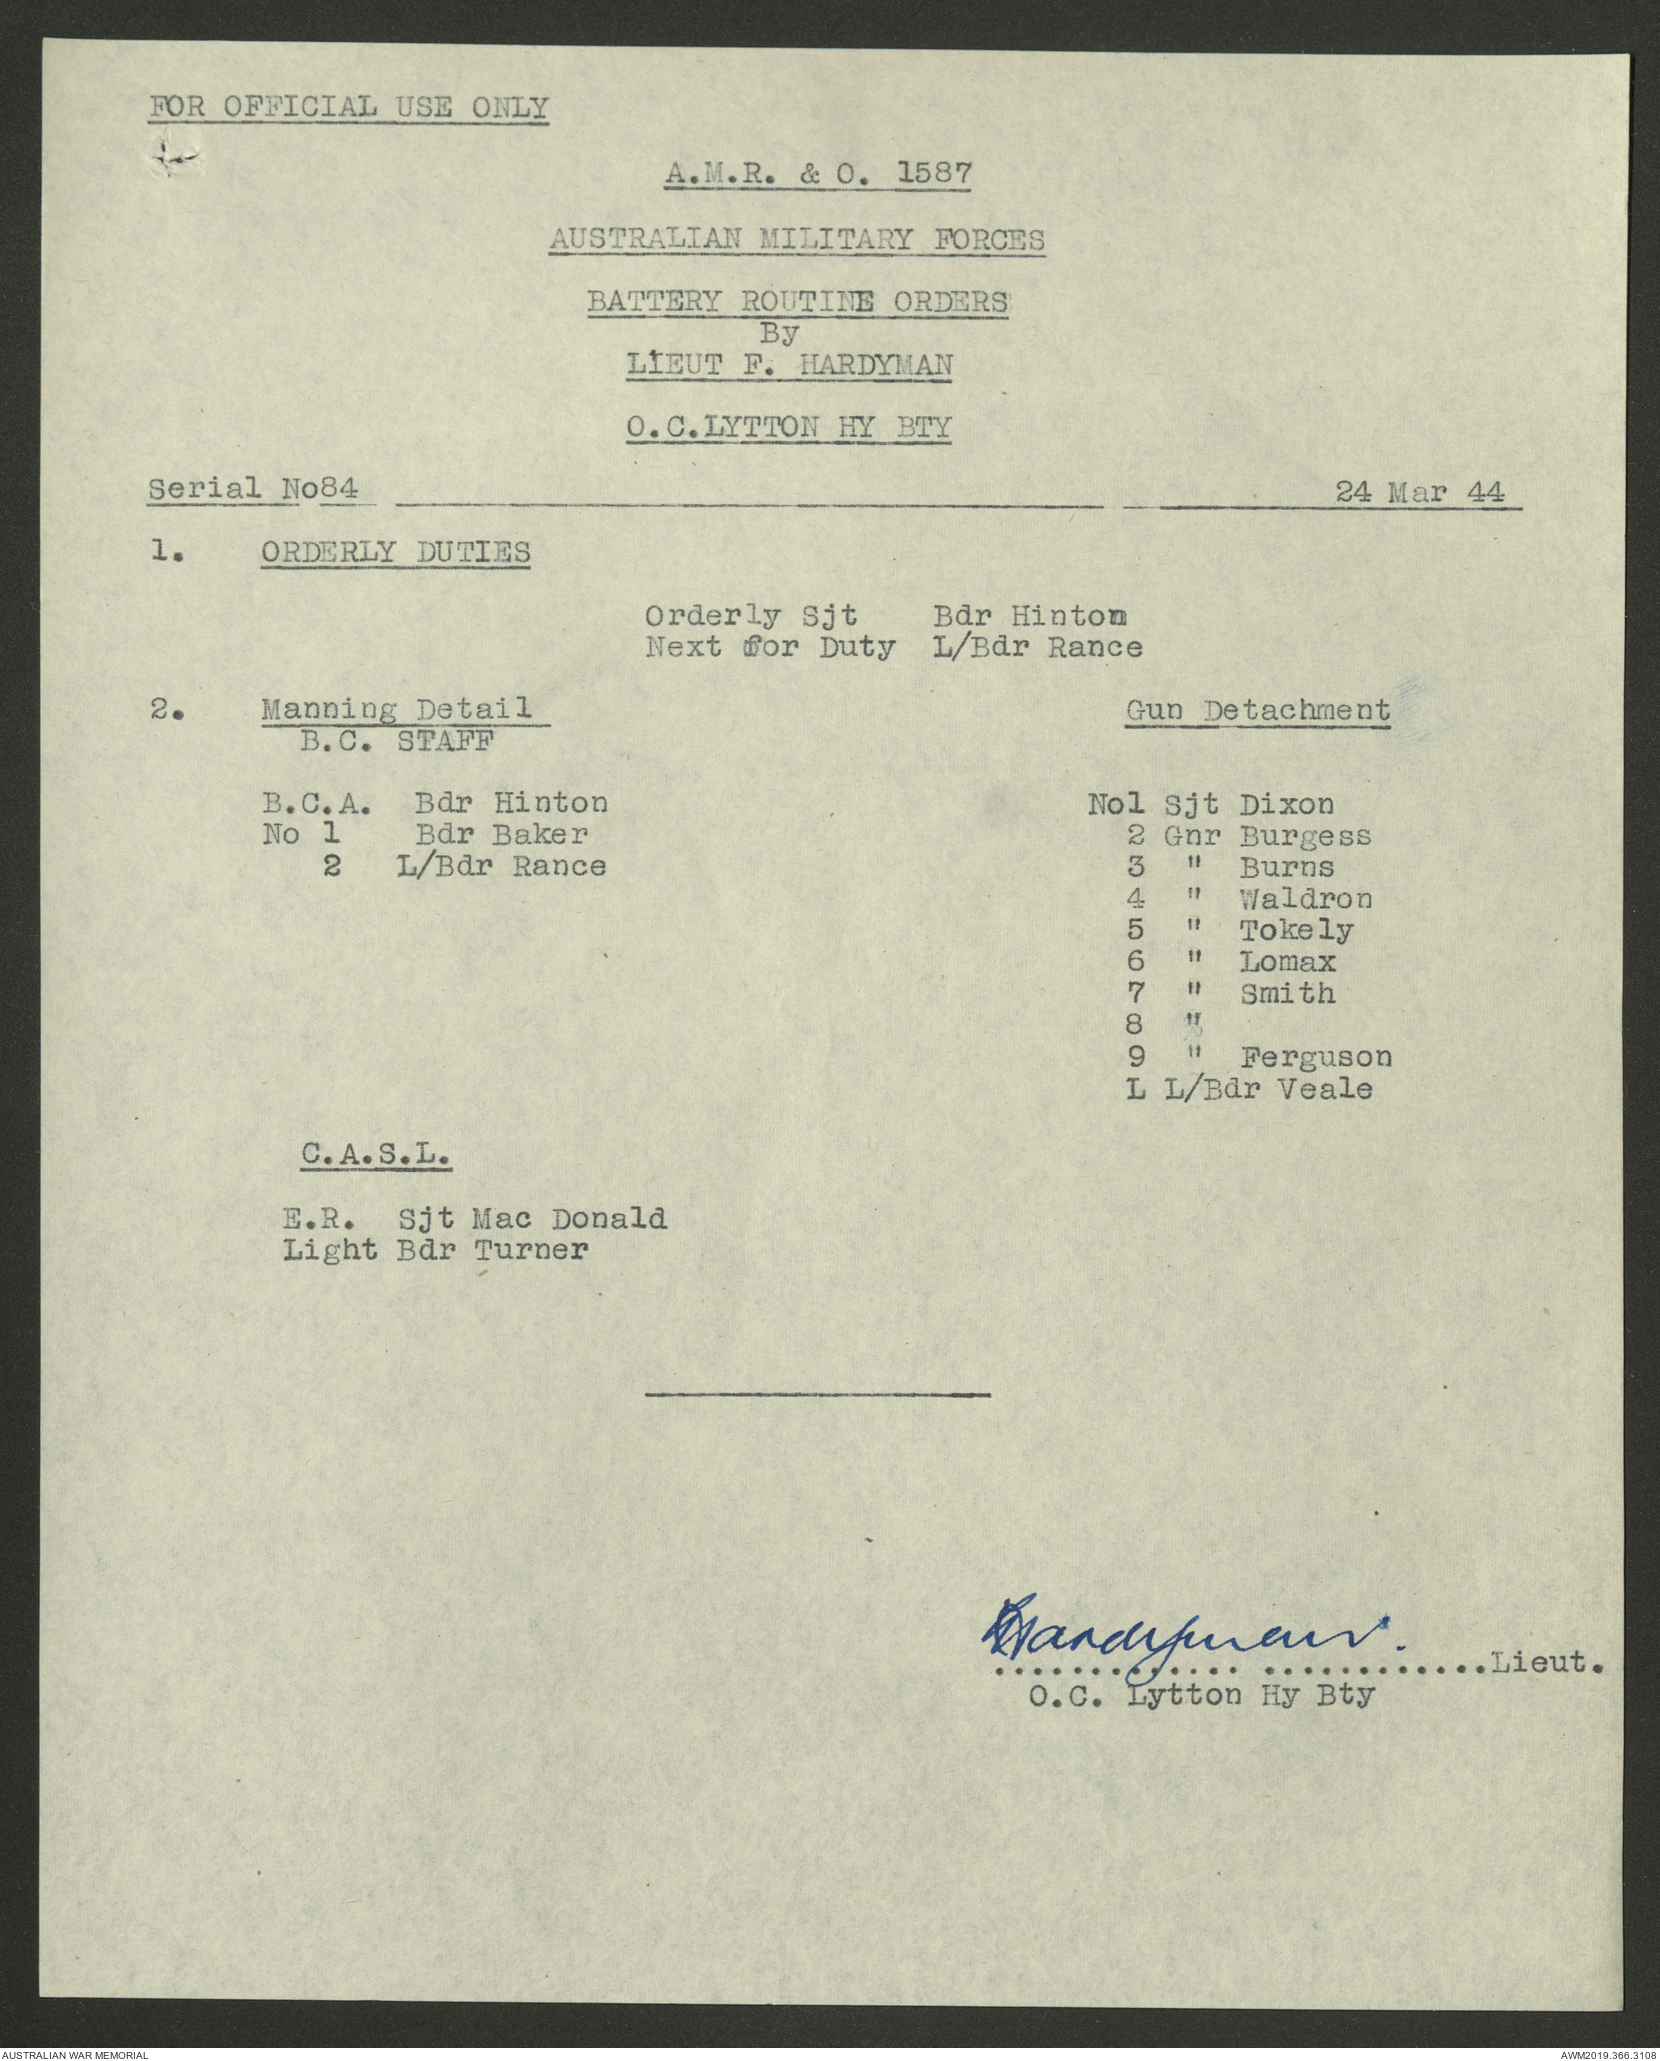 FOR OFFICIAL USE ONLY
A.M.R. & O. 1587
AUSTRALIAN MILITARY FORCES
BATTERY ROUTINE ORDERS
By
LIEUT F. HARDYMAN
O.C.LYTTON HY BTY
Serial No84 24 Mar 44
1. ORDERLY DUTIES
Orderly Sjt Bdr Hinton
Next for Duty L/Bdr Rance
2. Manning Detail Gun Detachment
B.C. STAFF
B.C.A. Bdr Hinton No1 Sjt Dixon
No 1 Bdr Baker 2 Gnr Burgess
2 L/Bdr Rance 3 " Burns
4 " Waldron
5 " Tokely
6 " Lomax
7 " Smith
8 "
9 " Ferguson
L L/Bdr Veale
C.A.S.L.
E.R. Sjt Mac Donald
Light Bdr Turner
Hardyman.
............. ............Lieut.
O.C. Lytton Hy Bty
AUSTRALIAN WAR MEMORIAL AWM2019.366.3108